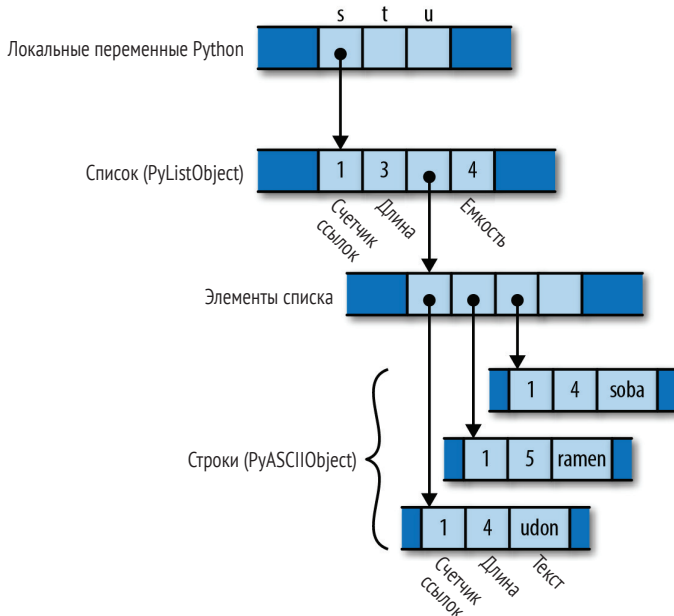 s t u
Локальные переменные Python
Список (PyListObject)
1 3 4
Счетчик
ссылок
Длина
Емкость
Элементы списка
1 4 soba
Строки (PyASCIIObject)
1 5 ramen
1 4 udon
Счетчик
ссылок
Длина
Текст